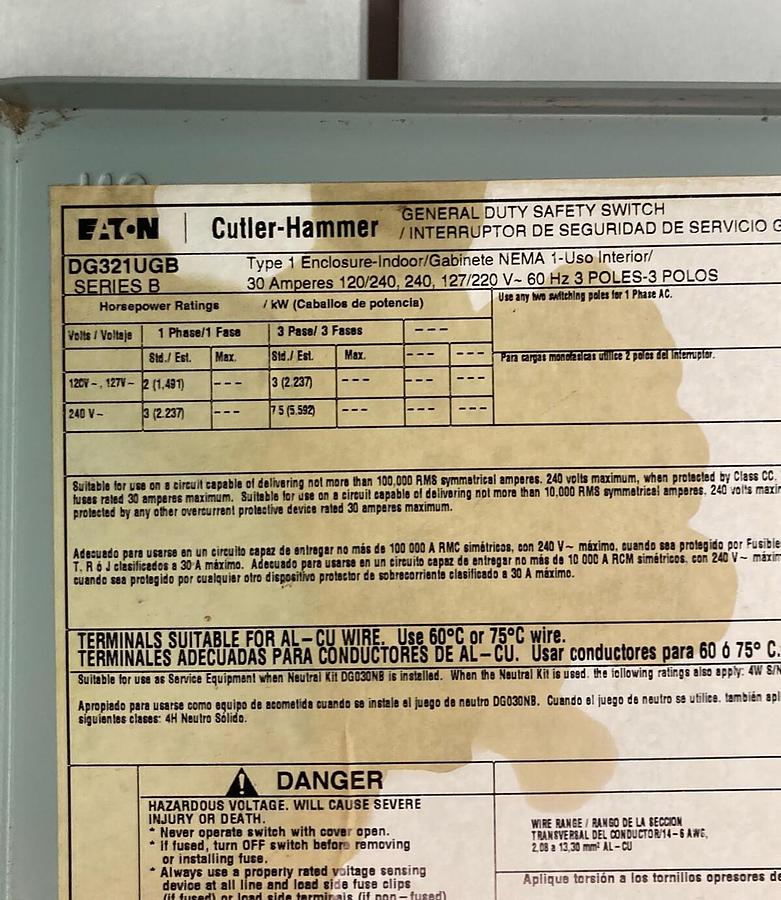 EATON | Cutler-Hammer
GENERAL DUTY SAFETY SWITCH
/ INTERRUPTOR DE SEGURIDAD DE SERVICIO G
DG321UGB
SERIES B
Type 1 Enclosure-Indoor/Gabinete NEMA 1-Uso Interior/
30 Amperes 120/240, 240, 127/220 V~ 60 Hz 3 POLES-3 POLOS
Horsepower Ratings / kW (Caballos de potencia)
Use any two switching poles for 1 Phase AC.
Para cargas monofasicas utilice 2 polos del interruptor.
Volts / Voltaje 1 Phase/1 Fase 3 Pase/ 3 Fases ---
Std./ Est. Max. Std./ Est. Max. --- ---
120V~, 127V~ 2 (1,491) --- 3 (2.237) --- --- ---
240 V~ 3 (2.237) --- 7 5 (5.592) --- --- ---
Suitable for use on a circuit capable of delivering not more than 100,000 RMS symmetrical amperes. 240 volts maximum, when protected by Class CC.
fuses rated 30 amperes maximum. Suitable for use on a circuit capable of delivering not more than 10,000 RMS symmetrical amperes. 240 volts maxi
protected by any other overcurrent protective device rated 30 amperes maximum.
Adecuado para usarse en un circuito capaz de entregar no más de 100 000 A RMC simétricos, con 240 V~ máximo, cuando sea protegido por Fusible
T. R ó J clasificados a 30 A máximo. Adecuado para usarse en un circuito capaz de entregar no más de 10 000 A RCM simétricos, con 240 V~ máxim
cuando sea protegido por cualquier otro dispositivo protector de sobrecorriente clasificado a 30 A máximo.
TERMINALS SUITABLE FOR AL-CU WIRE. Use 60°C or 75°C wire.
TERMINALES ADECUADAS PARA CONDUCTORES DE AL-CU. Usar conductores para 60 ó 75° C.
Suitable for use as Service Equipment when Neutral Kit DG030NB is installed. When the Neutral Kit is used, the following ratings also apply: 4W S/N
Apropiado para usarse como equipo de acometida cuando se instale el juego de neutro DG030NB. Cuando el juego de neutro se utilice, también apl
siguientes clases: 4H Neutro Sólido.
DANGER
HAZARDOUS VOLTAGE. WILL CAUSE SEVERE
INJURY OR DEATH.
* Never operate switch with cover open.
* If fused, turn OFF switch before removing
or installing fuse.
* Always use a properly rated voltage sensing
device at all line and load side fuse clips
(if fused) or load side terminals (if non-fused)
WIRE RANGE / RANGO DE LA SECCION
TRANSVERSAL DEL CONDUCTOR/14-6 AWG,
2,08 a 13,30 mm² AL-CU
Aplique torsión a los tornillos opresores de